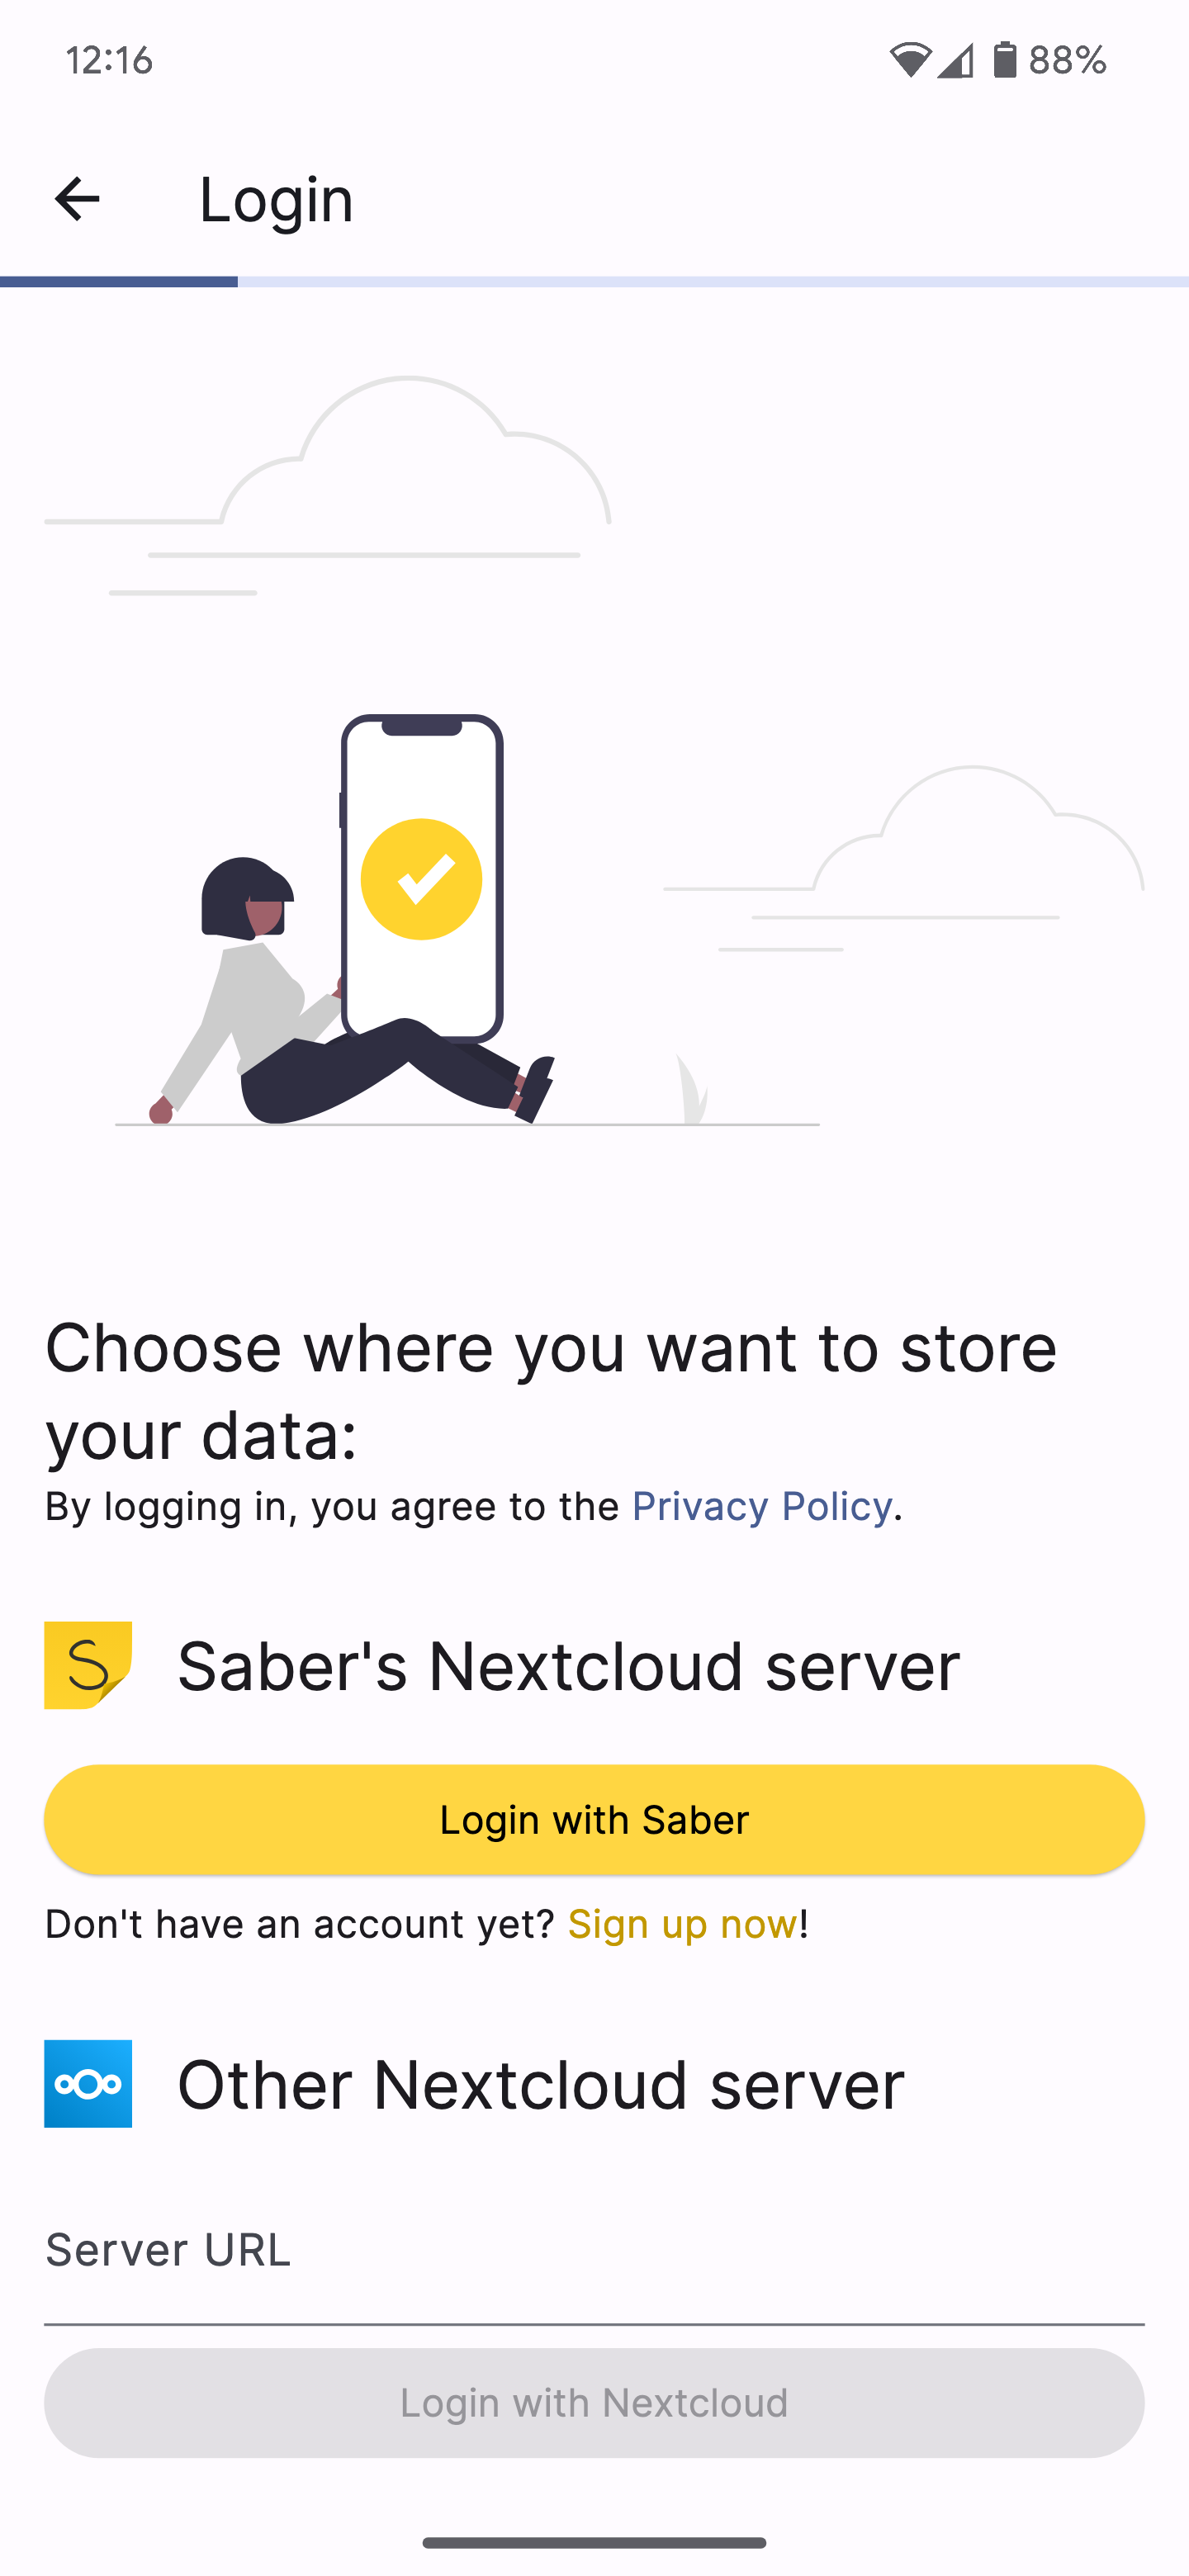 12:16
88%
Login
Choose where you want to store
your data:
By logging in, you agree to the Privacy Policy.
S
Saber's Nextcloud server
Login with Saber
Don't have an account yet? Sign up now!
Other Nextcloud server
Server URL
Login with Nextcloud